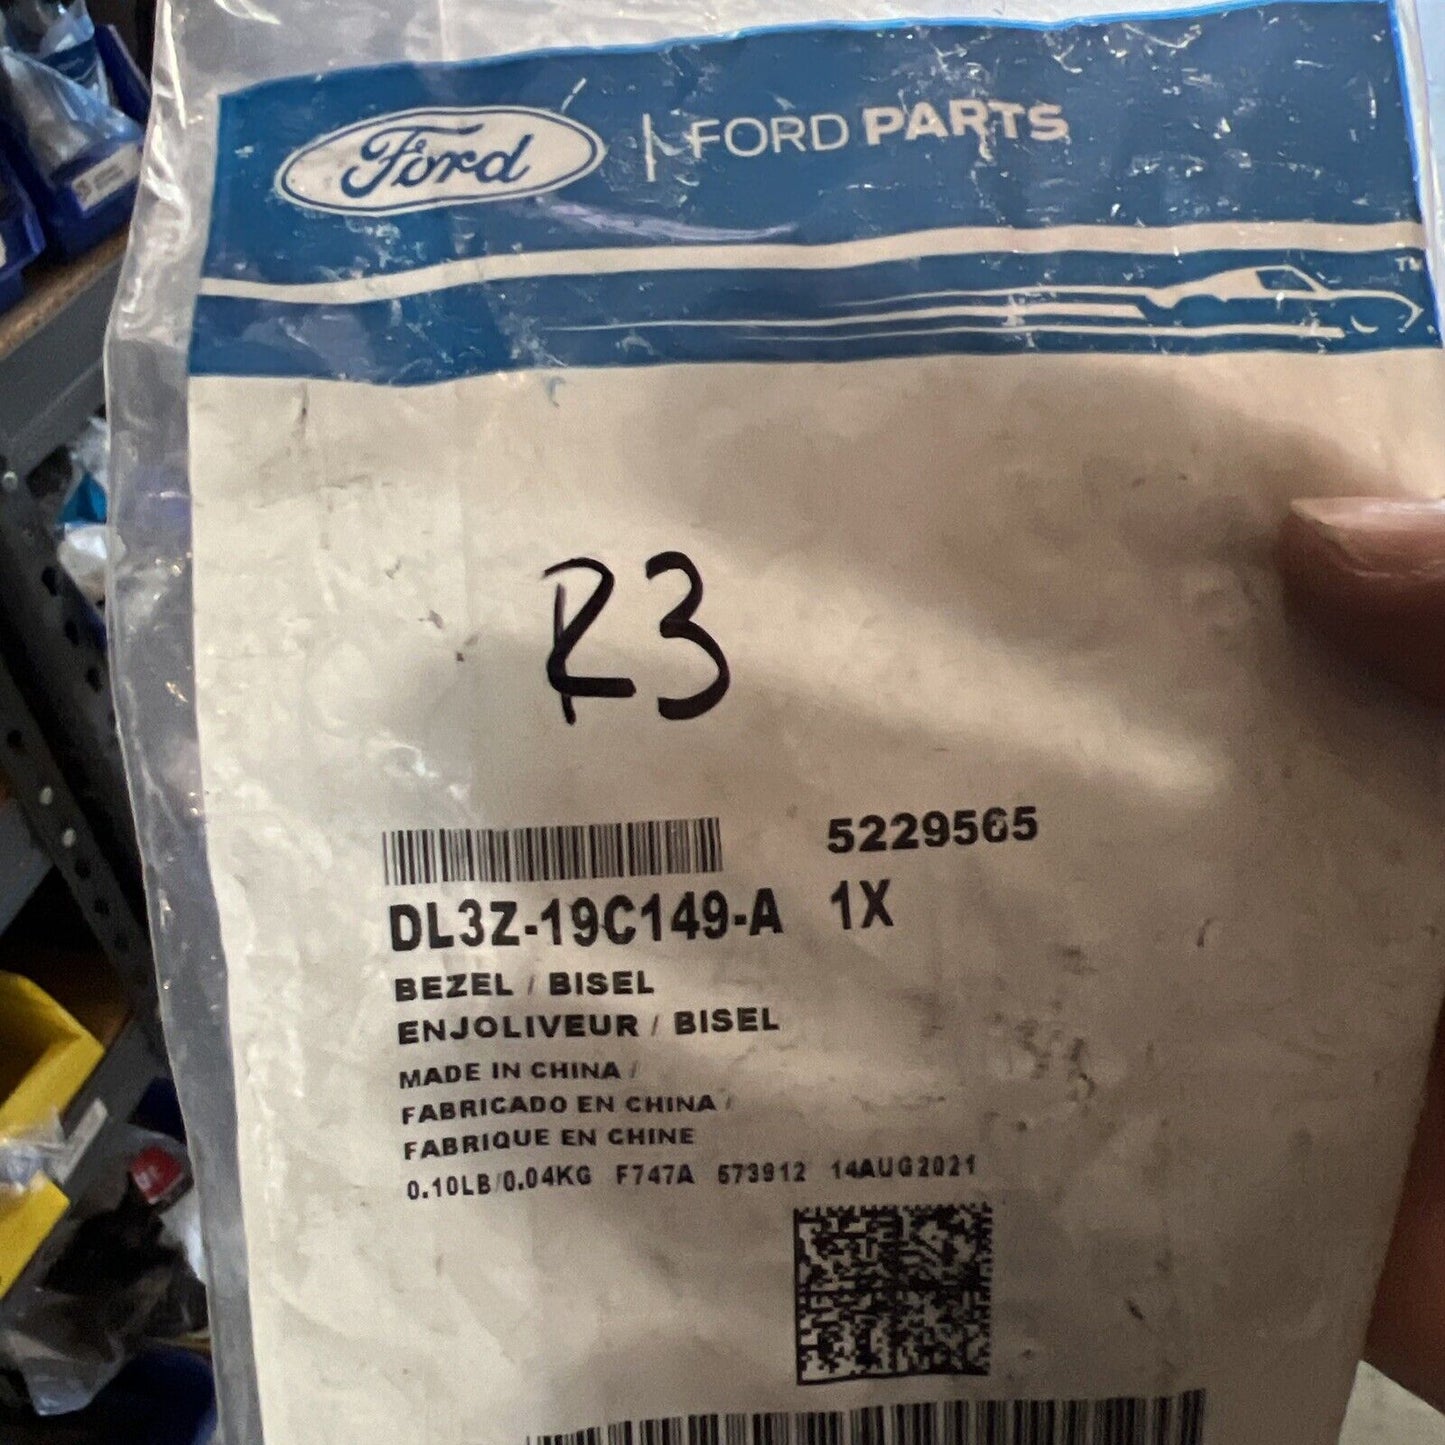 Ford | FORD PARTS
TM
R3
5229565
DL3Z-19C149-A 1X
BEZEL / BISEL
ENJOLIVEUR / BISEL
MADE IN CHINA /
FABRICADO EN CHINA /
FABRIQUE EN CHINE
0.10LB/0.04KG F747A 573912 14AUG2021